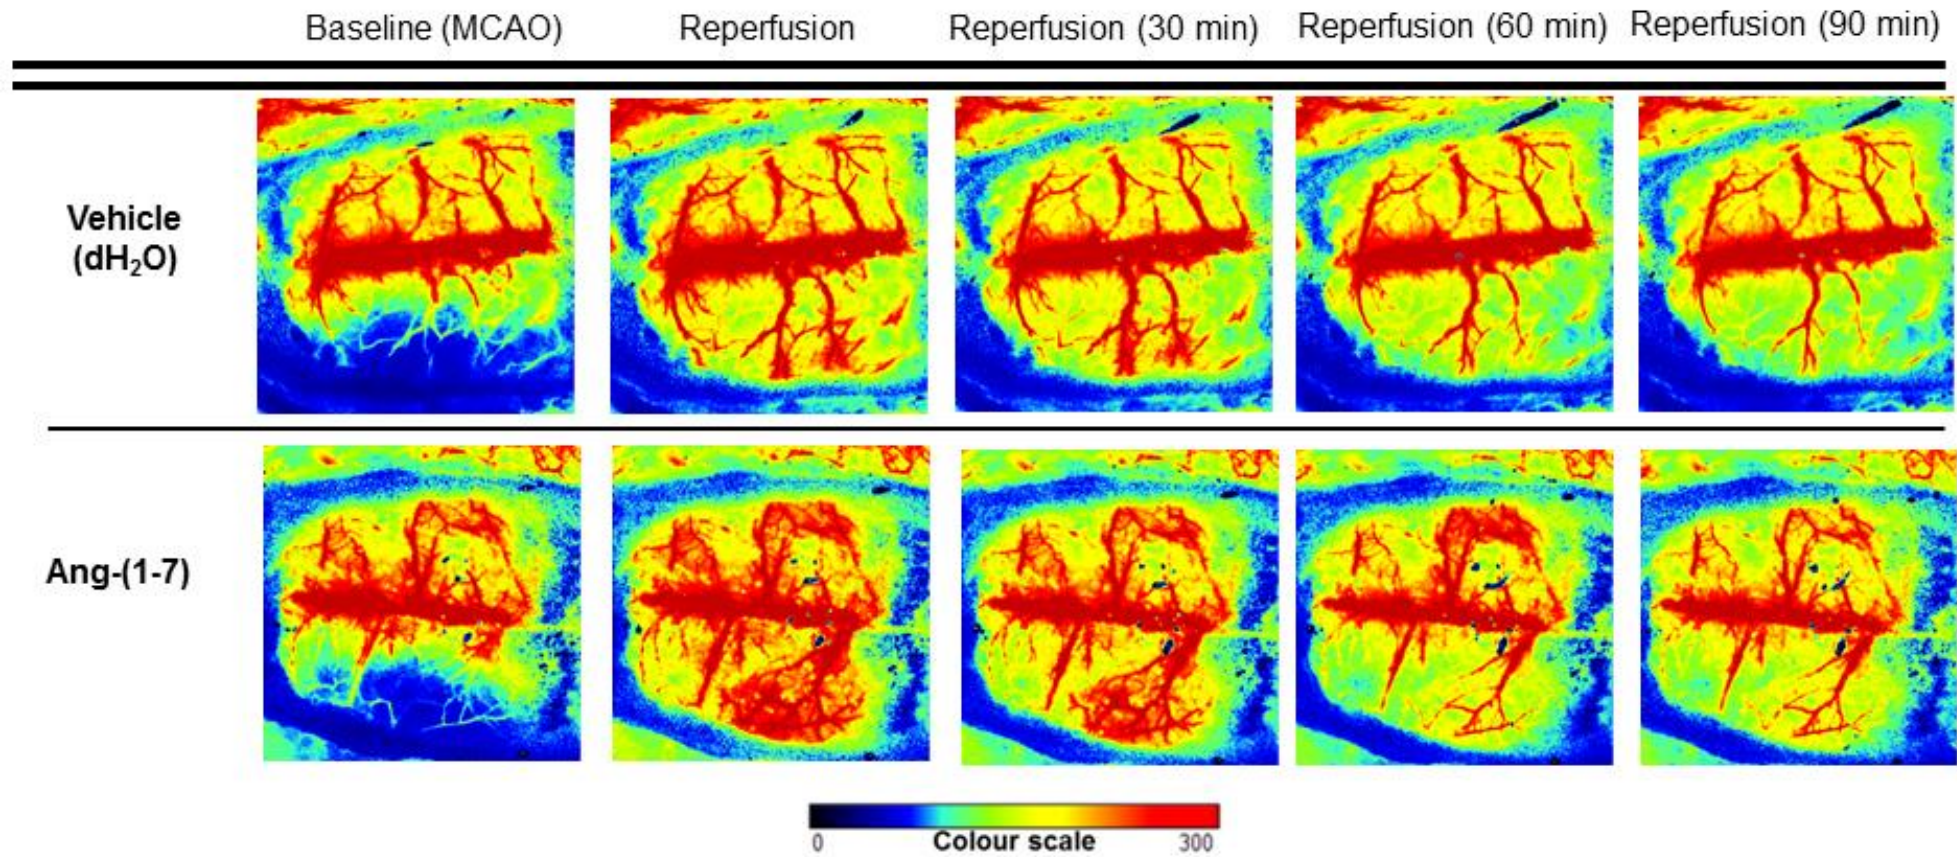 Baseline (MCAO) Reperfusion Reperfusion (30 min) Reperfusion (60 min) Reperfusion (90 min)
Vehicle
(dH₂O)
Ang-(1-7)
0 Colour scale 300